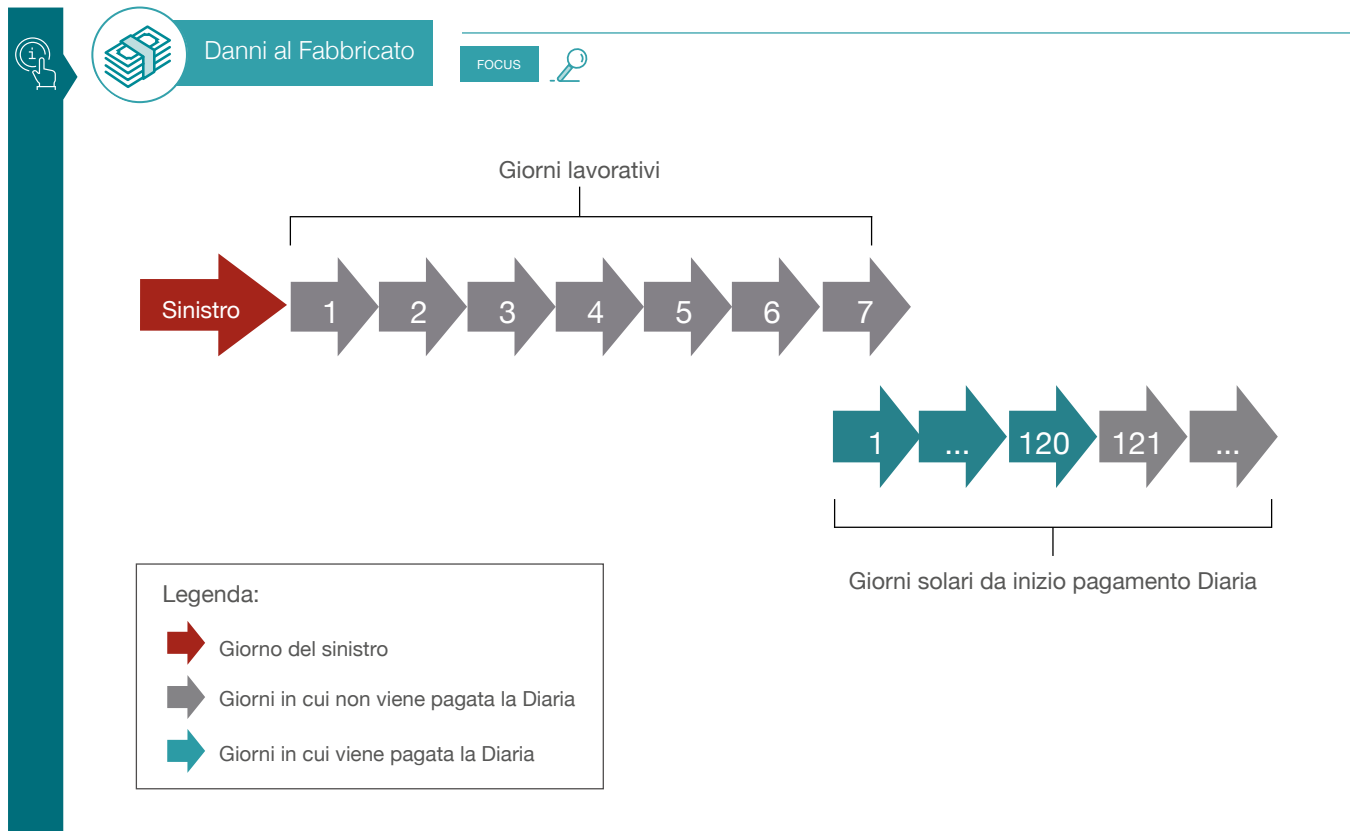 i
Danni al Fabbricato
FOCUS
Giorni lavorativi
Sinistro 1 2 3 4 5 6 7
1 ... 120 121 ...
Giorni solari da inizio pagamento Diaria
Legenda:
Giorno del sinistro
Giorni in cui non viene pagata la Diaria
Giorni in cui viene pagata la Diaria